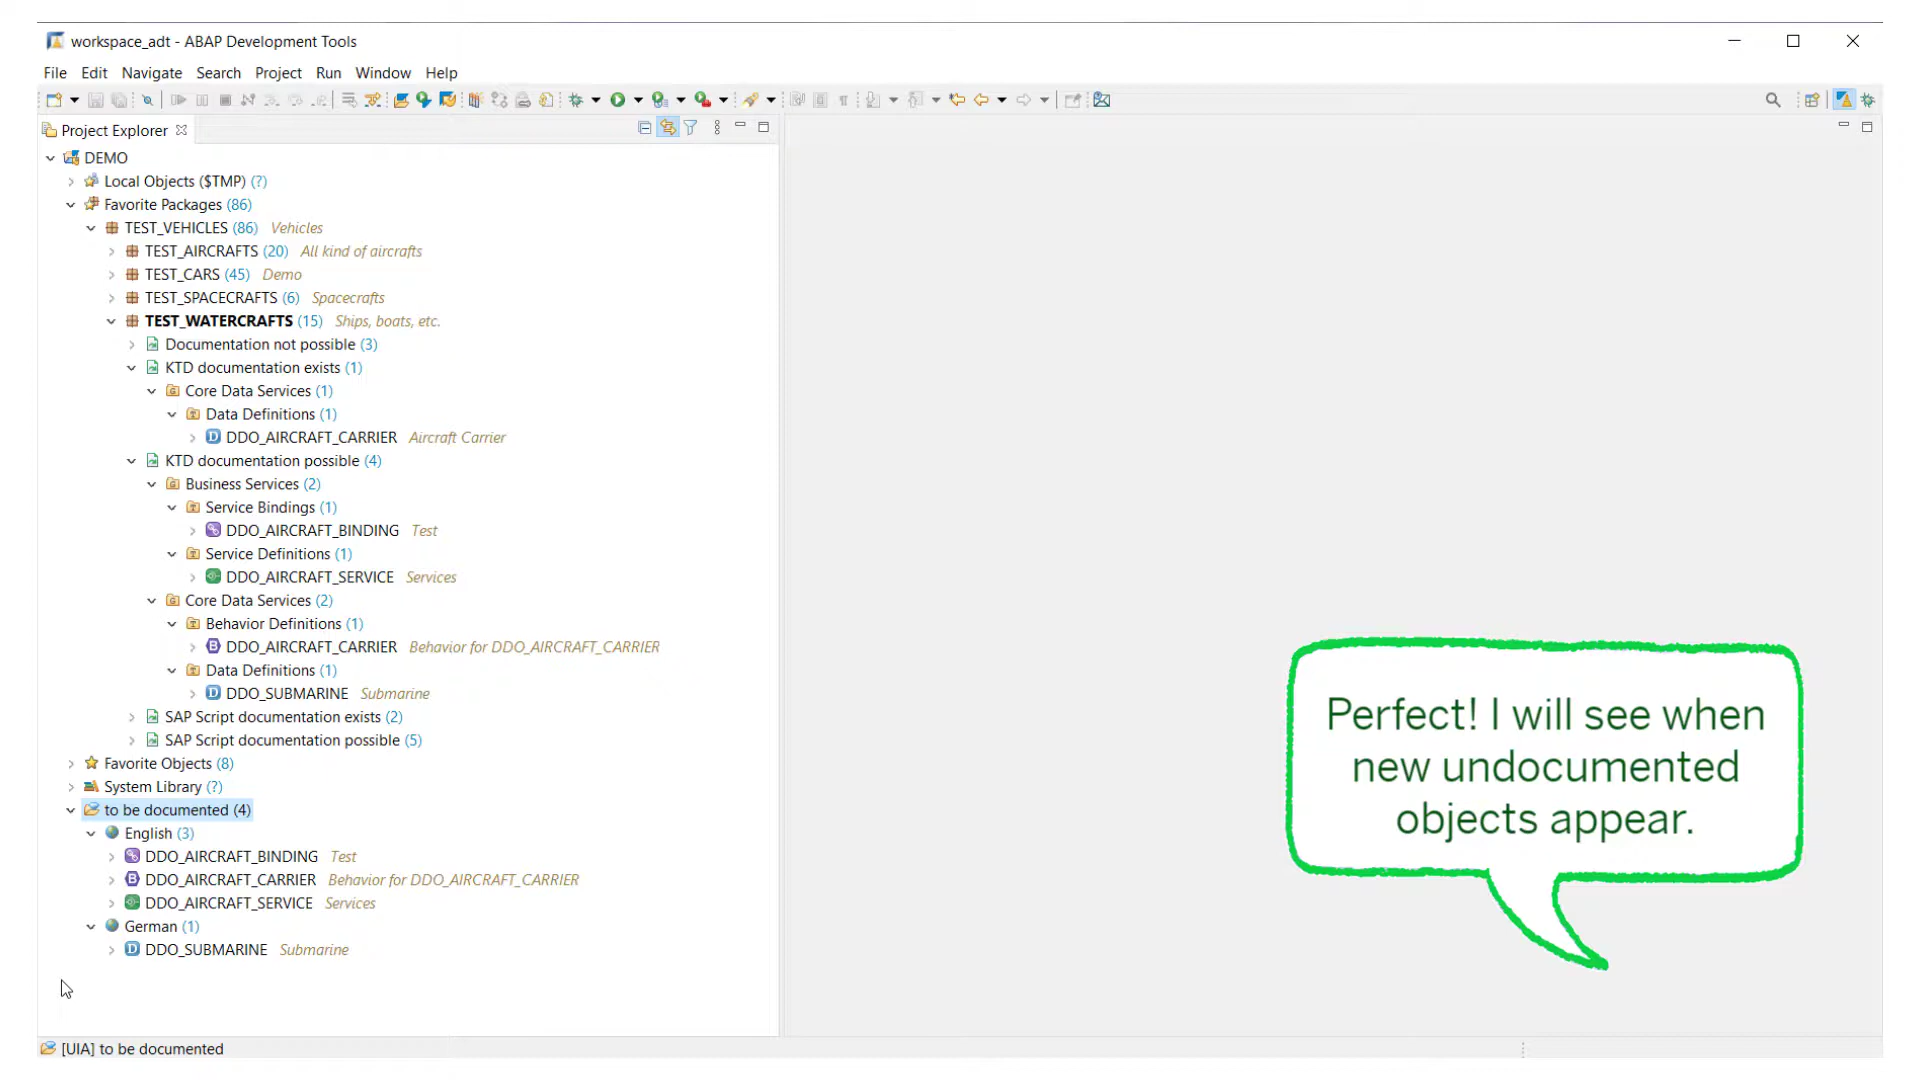 workspace_adt - ABAP Development Tools
File Edit Navigate Search Project Run Window Help
Project Explorer
DEMO
Local Objects ($TMP) (?)
Favorite Packages (86)
TEST_VEHICLES (86) Vehicles
TEST_AIRCRAFTS (20) All kind of aircrafts
TEST_CARS (45) Demo
TEST_SPACECRAFTS (6) Spacecrafts
TEST_WATERCRAFTS (15) Ships, boats, etc.
Documentation not possible (3)
KTD documentation exists (1)
Core Data Services (1)
Data Definitions (1)
DDO_AIRCRAFT_CARRIER Aircraft Carrier
KTD documentation possible (4)
Business Services (2)
Service Bindings (1)
DDO_AIRCRAFT_BINDING Test
Service Definitions (1)
DDO_AIRCRAFT_SERVICE Services
Core Data Services (2)
Behavior Definitions (1)
DDO_AIRCRAFT_CARRIER Behavior for DDO_AIRCRAFT_CARRIER
Data Definitions (1)
DDO_SUBMARINE Submarine
SAP Script documentation exists (2)
SAP Script documentation possible (5)
Favorite Objects (8)
System Library (?)
to be documented (4)
English (3)
DDO_AIRCRAFT_BINDING Test
DDO_AIRCRAFT_CARRIER Behavior for DDO_AIRCRAFT_CARRIER
DDO_AIRCRAFT_SERVICE Services
German (1)
DDO_SUBMARINE Submarine
[UIA] to be documented
Perfect! I will see when
new undocumented
objects appear.